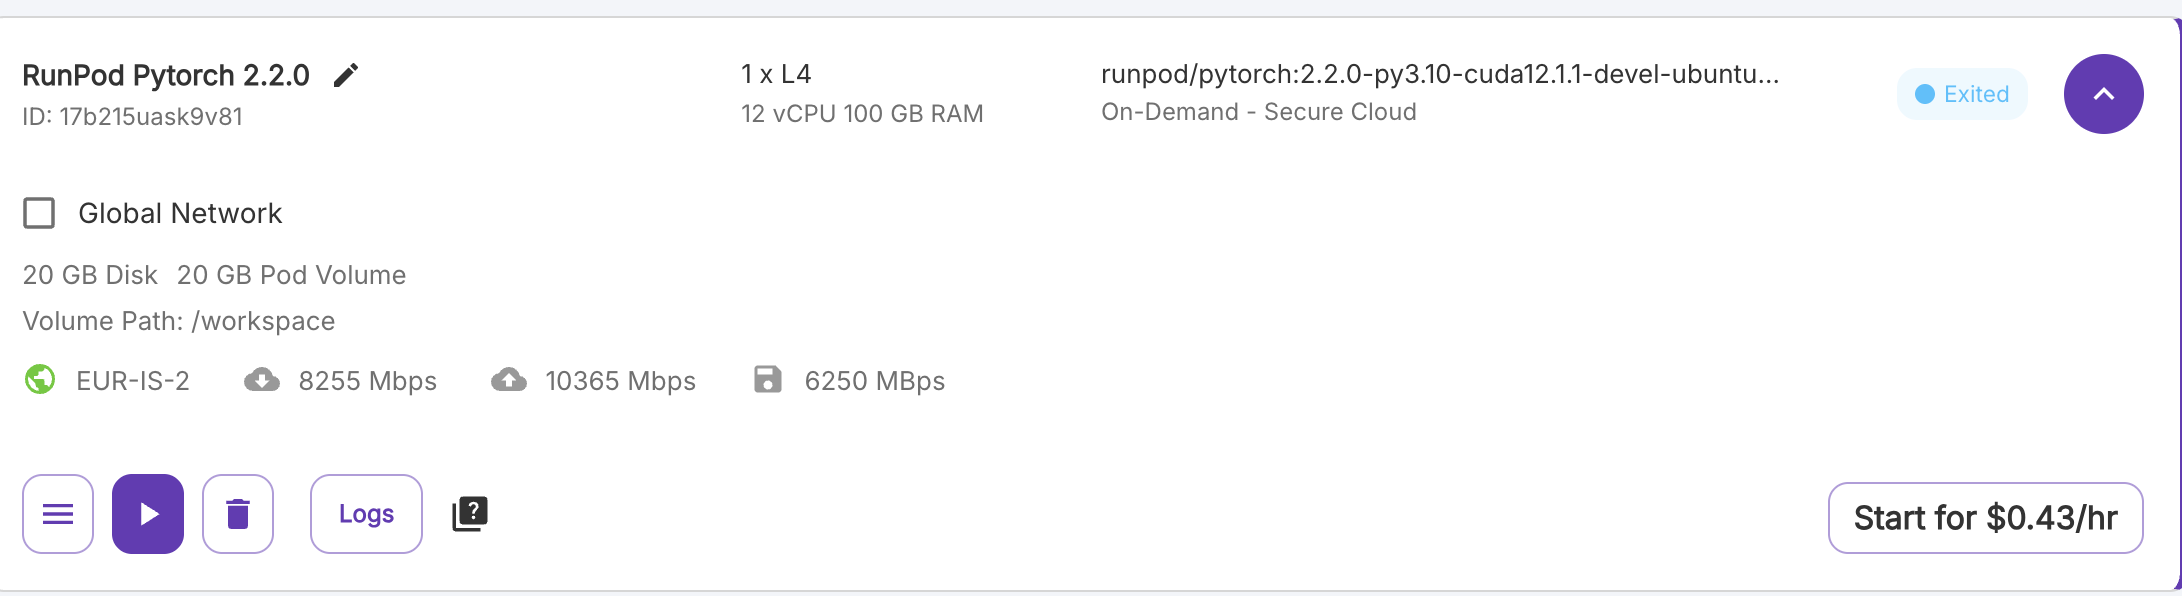 RunPod Pytorch 2.2.0
ID: 17b215uask9v81
1 x L4
12 vCPU 100 GB RAM
runpod/pytorch:2.2.0-py3.10-cuda12.1.1-devel-ubuntu...
On-Demand - Secure Cloud
Exited
Global Network
20 GB Disk 20 GB Pod Volume
Volume Path: /workspace
EUR-IS-2 8255 Mbps 10365 Mbps 6250 MBps
Logs ?
Start for $0.43/hr